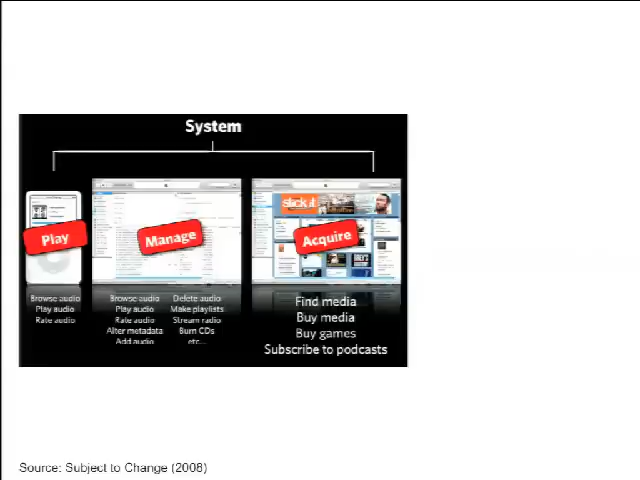 System
Play
Manage
slick it
Acquire
Browse audio
Play audio
Rate audio
Browse audio
Play audio
Rate audio
Alter metadata
Add audio
Delete audio
Make playlists
Stream radio
Burn CDs
etc...
Find media
Buy media
Buy games
Subscribe to podcasts
Source: Subject to Change (2008)